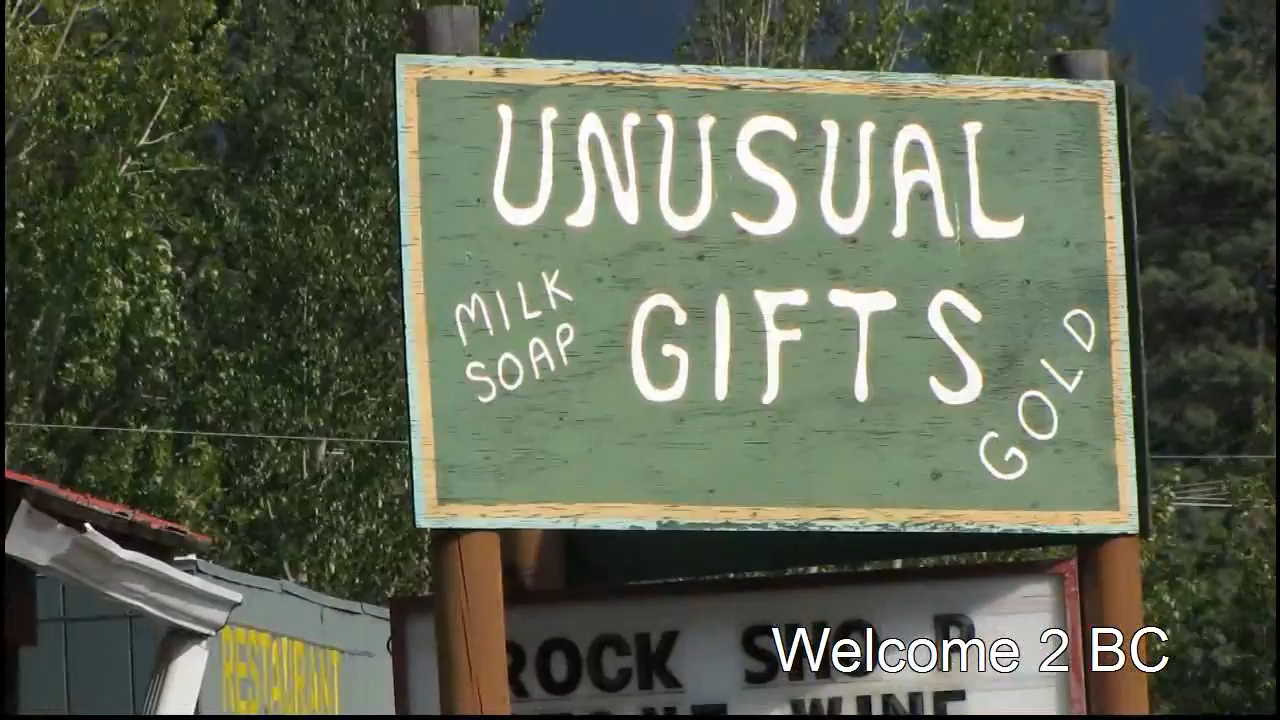 UNUSUAL
MILK
SOAP
GIFTS
GOLD
RESTAURANT
ROCK
Welcome 2 BC
WINE